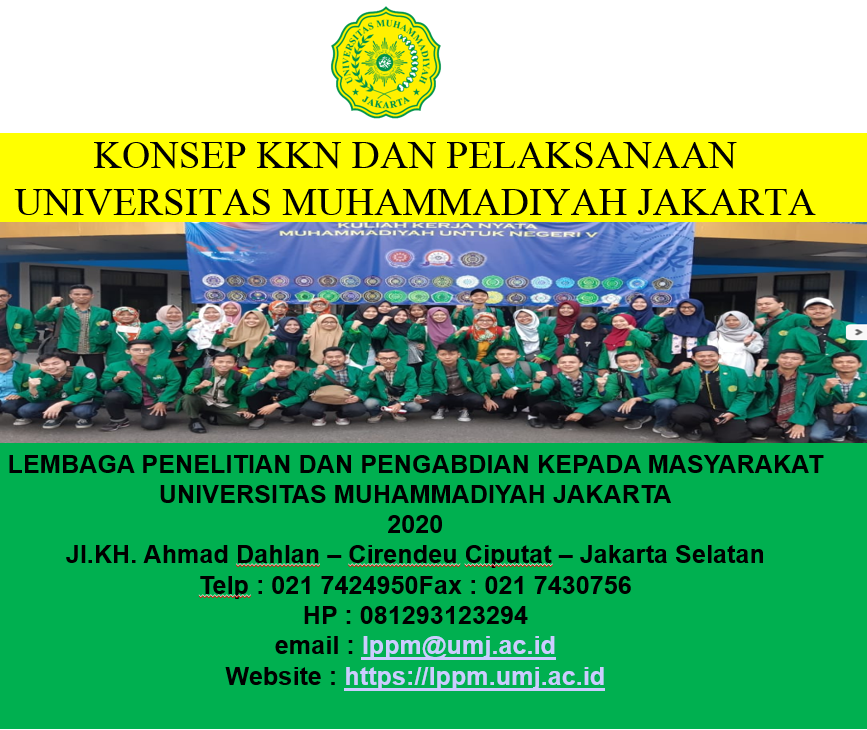 UNIVERSITAS MUHAMMADIYAH
JAKARTA
KONSEP KKN DAN PELAKSANAAN
UNIVERSITAS MUHAMMADIYAH JAKARTA
KULIAH KERJA NYATA
MUHAMMADIYAH UNTUK NEGERI V
LEMBAGA PENELITIAN DAN PENGABDIAN KEPADA MASYARAKAT
UNIVERSITAS MUHAMMADIYAH JAKARTA
2020
Jl.KH. Ahmad Dahlan – Cirendeu Ciputat – Jakarta Selatan
Telp : 021 7424950Fax : 021 7430756
HP : 081293123294
email : lppm@umj.ac.id
Website : https://lppm.umj.ac.id